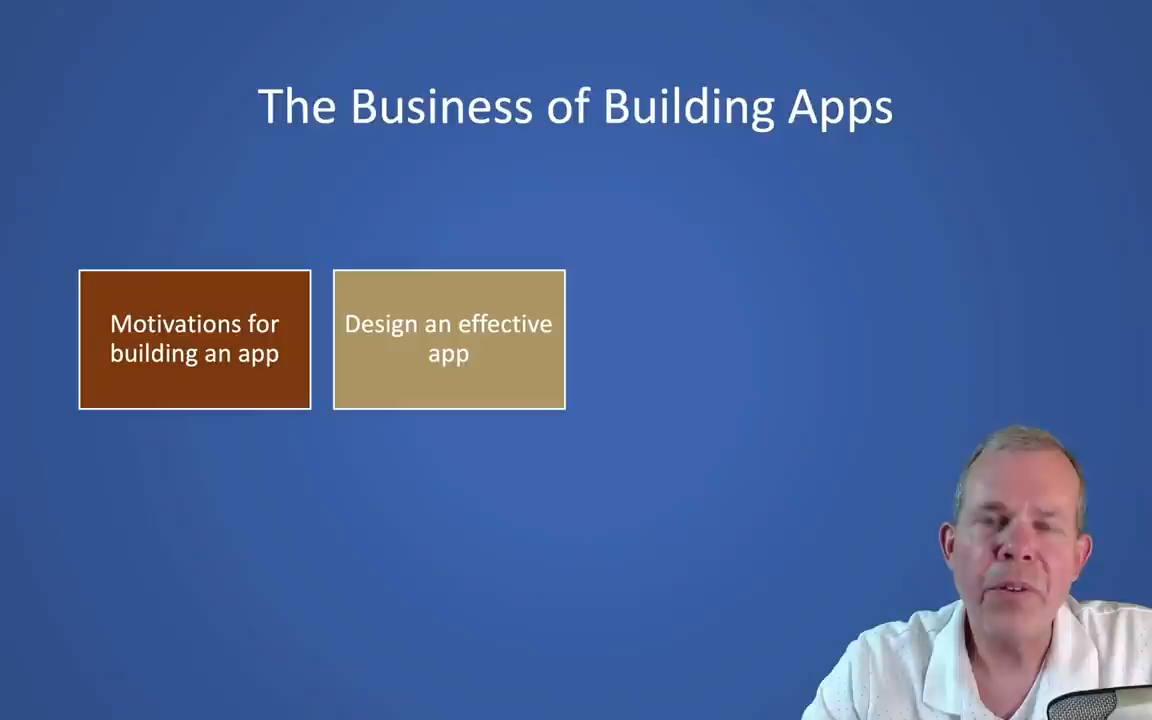 The Business of Building Apps
Motivations for
building an app
Design an effective
app